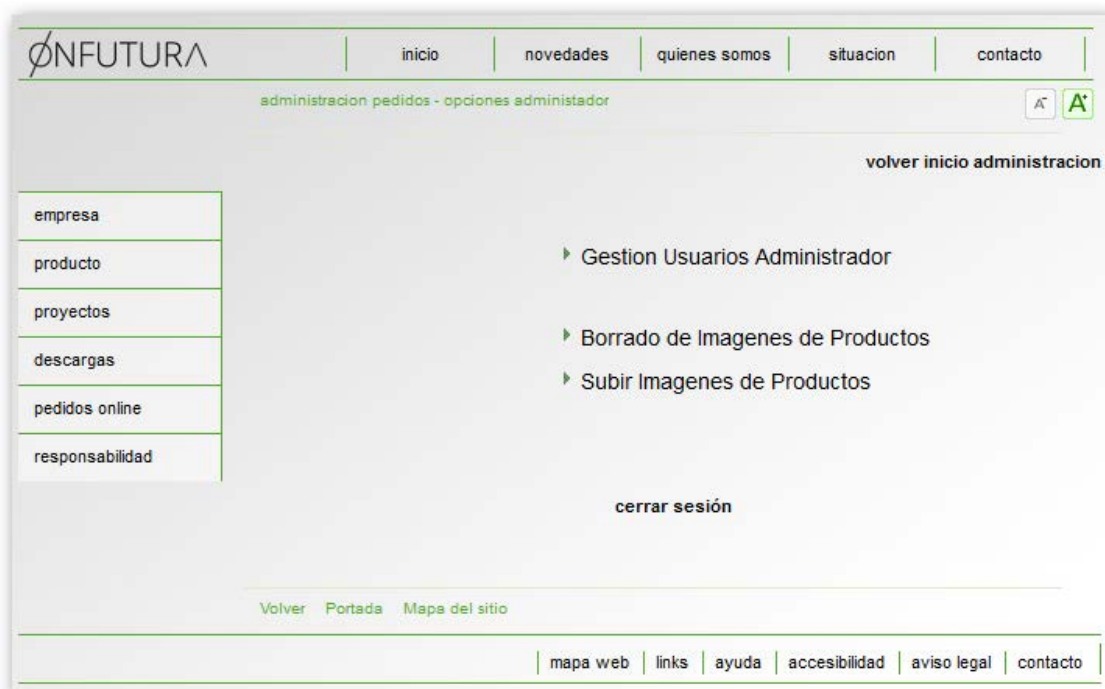 ØNFUTURA
inicio novedades quienes somos situacion contacto
administracion pedidos - opciones administador
A- A+
volver inicio administracion
empresa
producto
proyectos
descargas
pedidos online
responsabilidad
Gestion Usuarios Administrador
Borrado de Imagenes de Productos
Subir Imagenes de Productos
cerrar sesión
Volver Portada Mapa del sitio
mapa web links ayuda accesibilidad aviso legal contacto